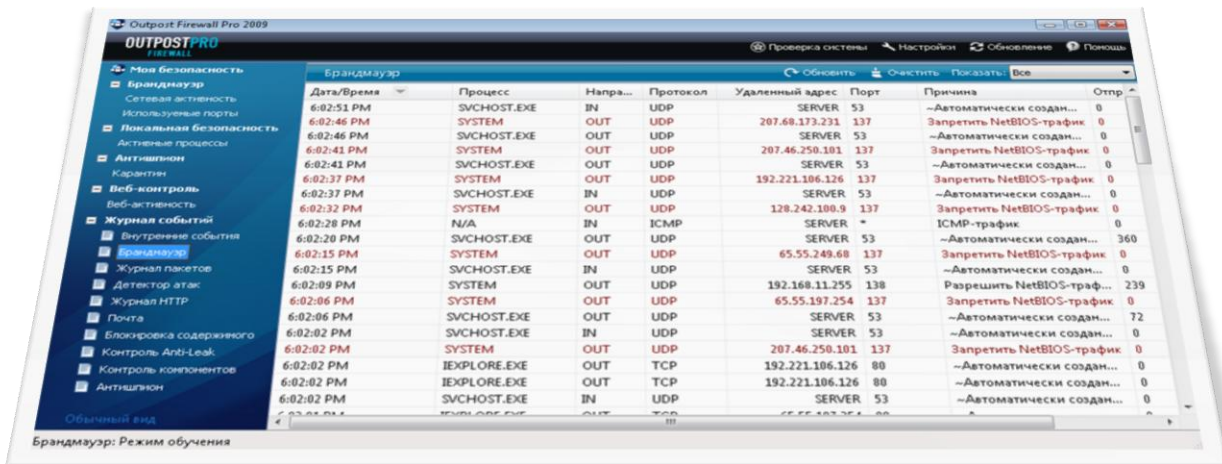 Outpost Firewall Pro 2009
OUTPOSTPRO
FIREWALL
Проверка системы Настройки Обновление Помощь
Моя безопасность
Брандмауэр
Сетевая активность
Используемые порты
Локальная безопасность
Активные процессы
Антишпион
Карантин
Веб-контроль
Веб-активность
Журнал событий
Внутренние события
Брандмауэр
Журнал пакетов
Детектор атак
Журнал HTTP
Почта
Блокировка содержимого
Контроль Anti-Leak
Контроль компонентов
Антишпион
Обычный вид
Брандмауэр Обновить Очистить Показать: Все
Дата/Время Процесс Напра... Протокол Удаленный адрес Порт Причина Отпр
6:02:51 PM SVCHOST.EXE IN UDP SERVER 53 ~Автоматически создан... 0
6:02:46 PM SYSTEM OUT UDP 207.68.173.231 137 Запретить NetBIOS-трафик 0
6:02:46 PM SVCHOST.EXE IN UDP SERVER 53 ~Автоматически создан... 0
6:02:41 PM SYSTEM OUT UDP 207.46.250.101 137 Запретить NetBIOS-трафик 0
6:02:41 PM SVCHOST.EXE IN UDP SERVER 53 ~Автоматически создан... 0
6:02:37 PM SYSTEM OUT UDP 192.221.106.126 137 Запретить NetBIOS-трафик 0
6:02:37 PM SVCHOST.EXE IN UDP SERVER 53 ~Автоматически создан... 0
6:02:32 PM SYSTEM OUT UDP 128.242.100.9 137 Запретить NetBIOS-трафик 0
6:02:28 PM N/A IN ICMP SERVER * ICMP-трафик 0
6:02:20 PM SVCHOST.EXE OUT UDP SERVER 53 ~Автоматически создан... 360
6:02:15 PM SYSTEM OUT UDP 65.55.249.68 137 Запретить NetBIOS-трафик 0
6:02:15 PM SVCHOST.EXE IN UDP SERVER 53 ~Автоматически создан... 0
6:02:09 PM SYSTEM OUT UDP 192.168.11.255 138 Разрешить NetBIOS-траф... 239
6:02:06 PM SYSTEM OUT UDP 65.55.197.254 137 Запретить NetBIOS-трафик 0
6:02:06 PM SVCHOST.EXE OUT UDP SERVER 53 ~Автоматически создан... 72
6:02:02 PM SVCHOST.EXE IN UDP SERVER 53 ~Автоматически создан... 0
6:02:02 PM SYSTEM OUT UDP 207.46.250.101 137 Запретить NetBIOS-трафик 0
6:02:02 PM IEXPLORE.EXE OUT TCP 192.221.106.126 80 ~Автоматически создан... 0
6:02:02 PM IEXPLORE.EXE OUT TCP 192.221.106.126 80 ~Автоматически создан... 0
6:02:02 PM SVCHOST.EXE IN UDP SERVER 53 ~Автоматически создан... 0
Брандмауэр: Режим обучения